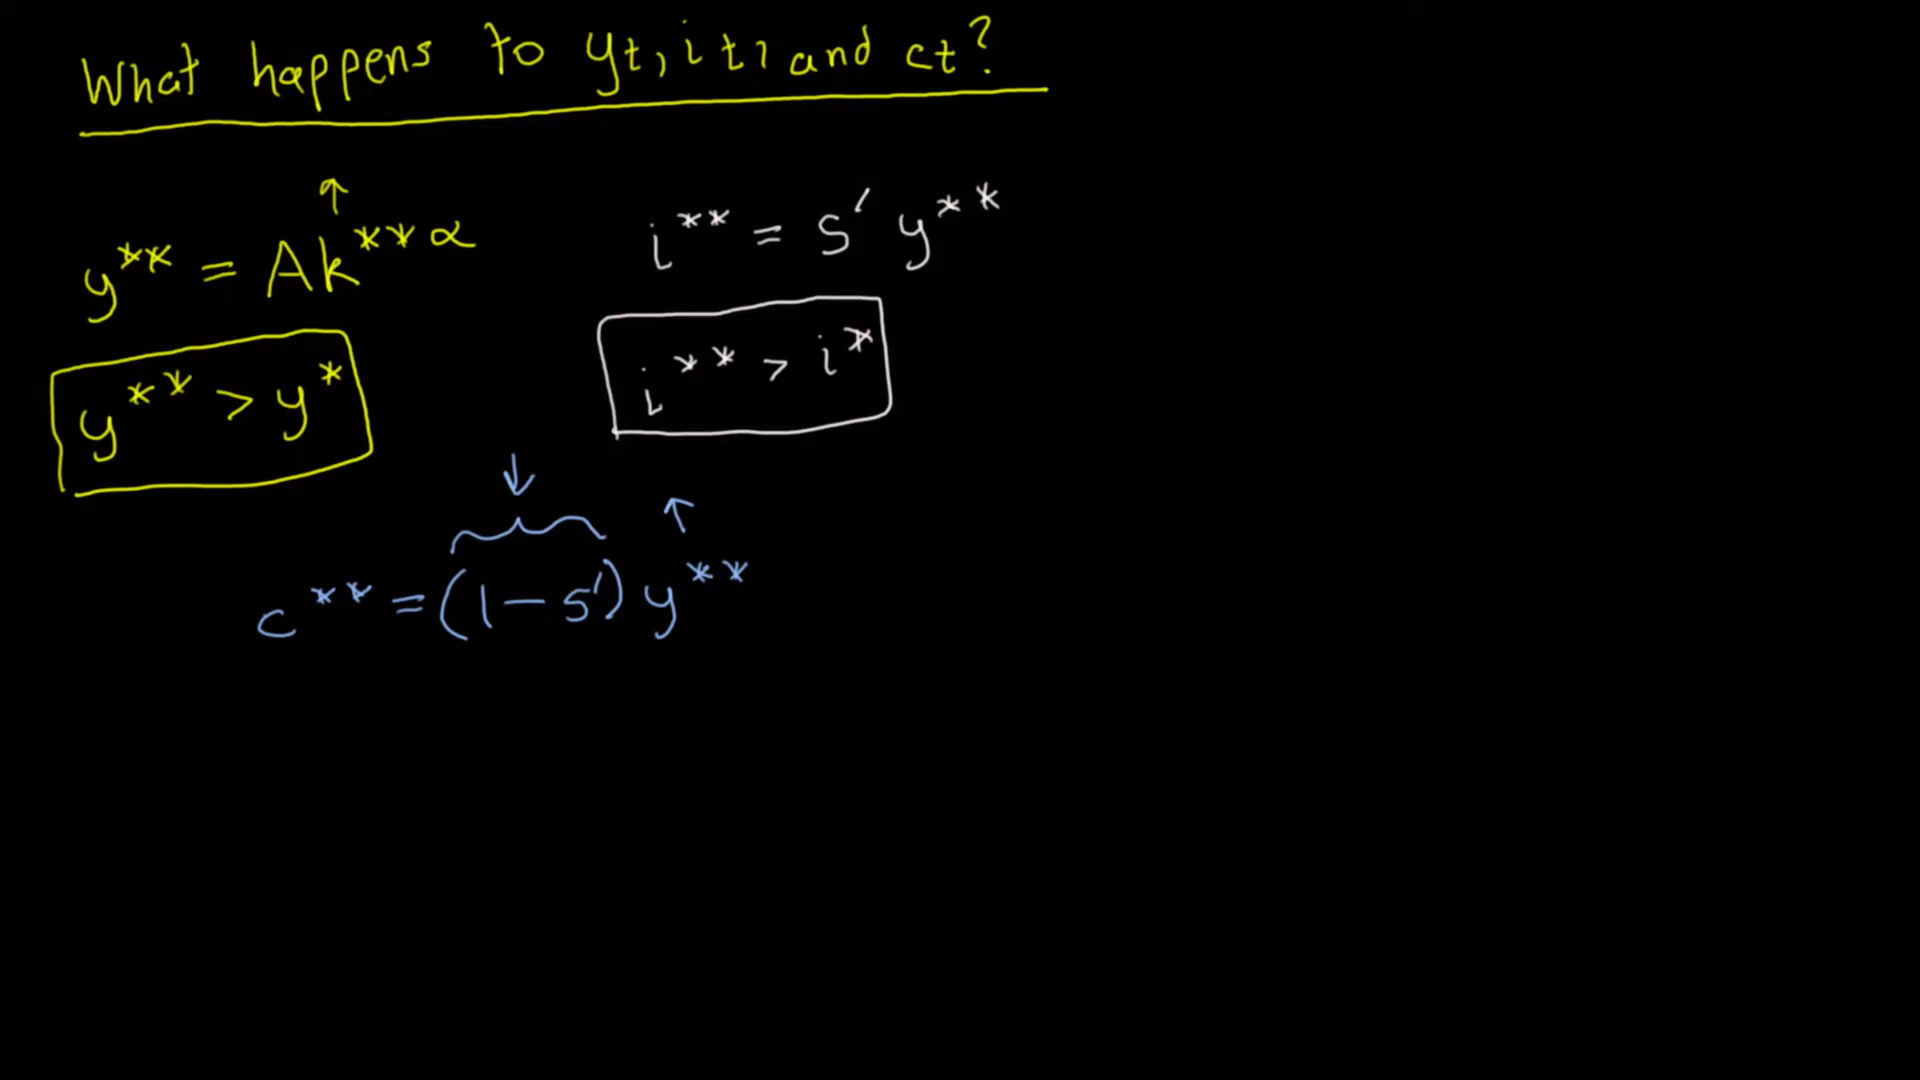 What happens to yt, it, and ct?
↑
y** = Ak**α
i** = s' y**
y** > y*
i** > i*
↓ ↑
c** = (1 - s') y**